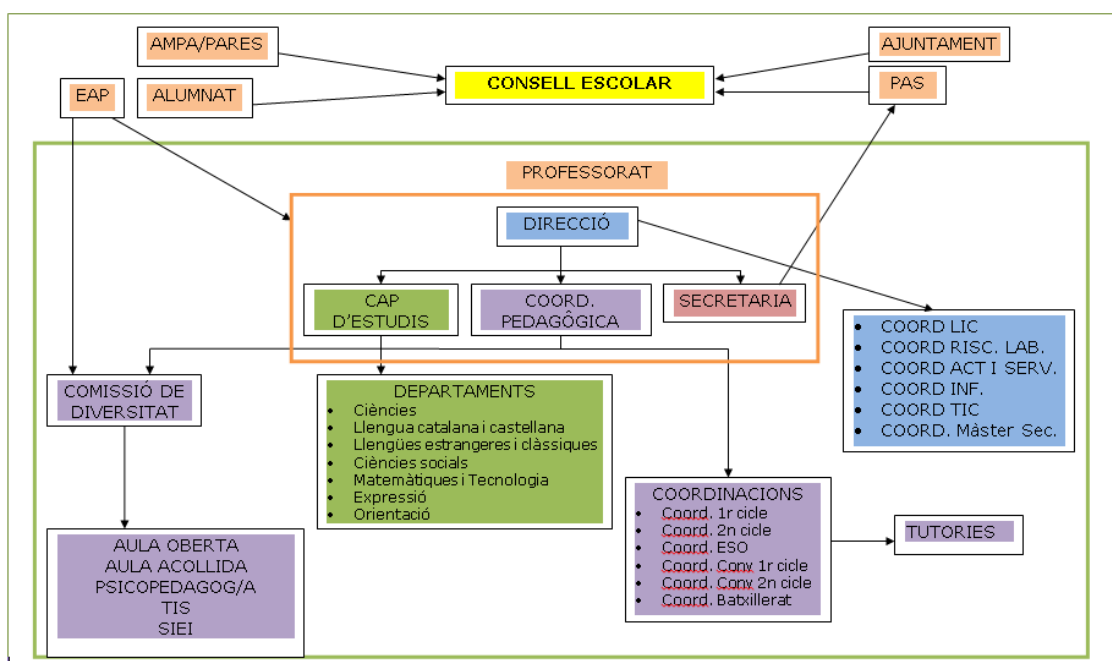 AMPA/PARES
AJUNTAMENT
CONSELL ESCOLAR
EAP
ALUMNAT
PAS
PROFESSORAT
DIRECCIÓ
CAP
D’ESTUDIS
COORD.
PEDAGÔGICA
SECRETARIA
COORD LIC
COORD RISC. LAB.
COORD ACT I SERV.
COORD INF.
COORD TIC
COORD. Màster Sec.
COMISSIÓ DE
DIVERSITAT
DEPARTAMENTS
Ciències
Llengua catalana i castellana
Llengües estrangeres i clàssiques
Ciències socials
Matemàtiques i Tecnologia
Expressió
Orientació
COORDINACIONS
Coord. 1r cicle
Coord. 2n cicle
Coord. ESO
Coord. Conv 1r cicle
Coord. Conv 2n cicle
Coord. Batxillerat
TUTORIES
AULA OBERTA
AULA ACOLLIDA
PSICOPEDAGOG/A
TIS
SIEI